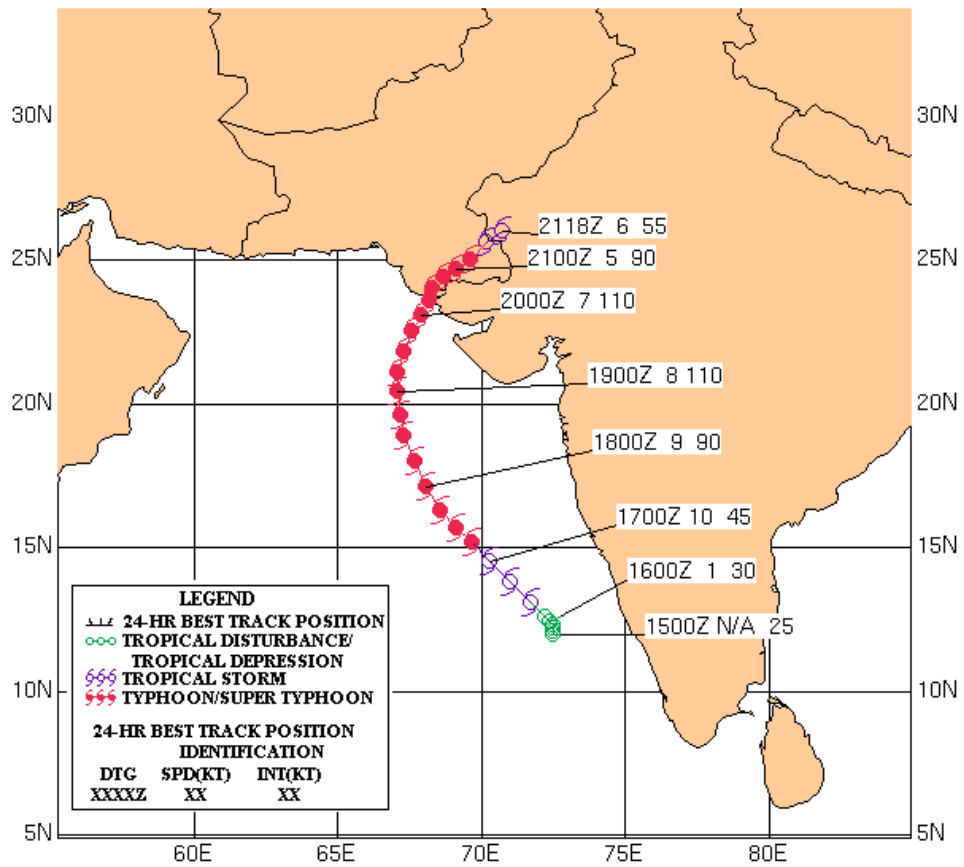 30N 30N
2118Z 6 55
25N 25N
2100Z 5 90
2000Z 7 110
1900Z 8 110
20N 20N
1800Z 9 90
1700Z 10 45
15N 15N
1600Z 1 30
1500Z N/A 25
LEGEND
24-HR BEST TRACK POSITION
TROPICAL DISTURBANCE/
TROPICAL DEPRESSION
TROPICAL STORM
TYPHOON/SUPER TYPHOON
24-HR BEST TRACK POSITION
IDENTIFICATION
DTG SPD(KT) INT(KT)
XXXXZ XX XX
10N 10N
5N 5N
60E 65E 70E 75E 80E